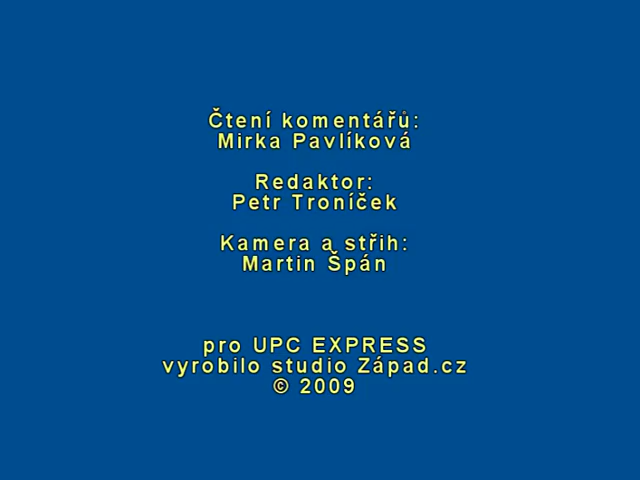 Čtení komentářů:
Mirka Pavlíková
Redaktor:
Petr Troníček
Kamera a střih:
Martin Špán
pro UPC EXPRESS
vyrobilo studio Západ.cz
© 2009